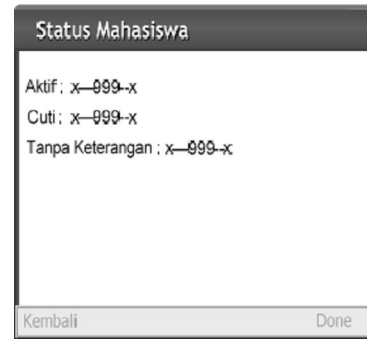 Status Mahasiswa
Aktif : x—999--x
Cuti : x—999--x
Tanpa Keterangan : x—999--x
Kembali
Done